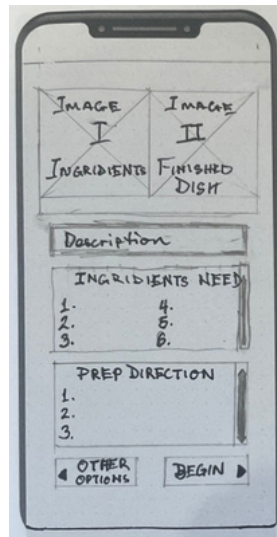 IMAGE
I
INGRIDIENTS
IMAGE
II
FINISHED
DISH
Description
INGRIDIENTS NEED
1. 4.
2. 5.
3. 6.
PREP DIRECTION
1.
2.
3.
OTHER
OPTIONS
BEGIN